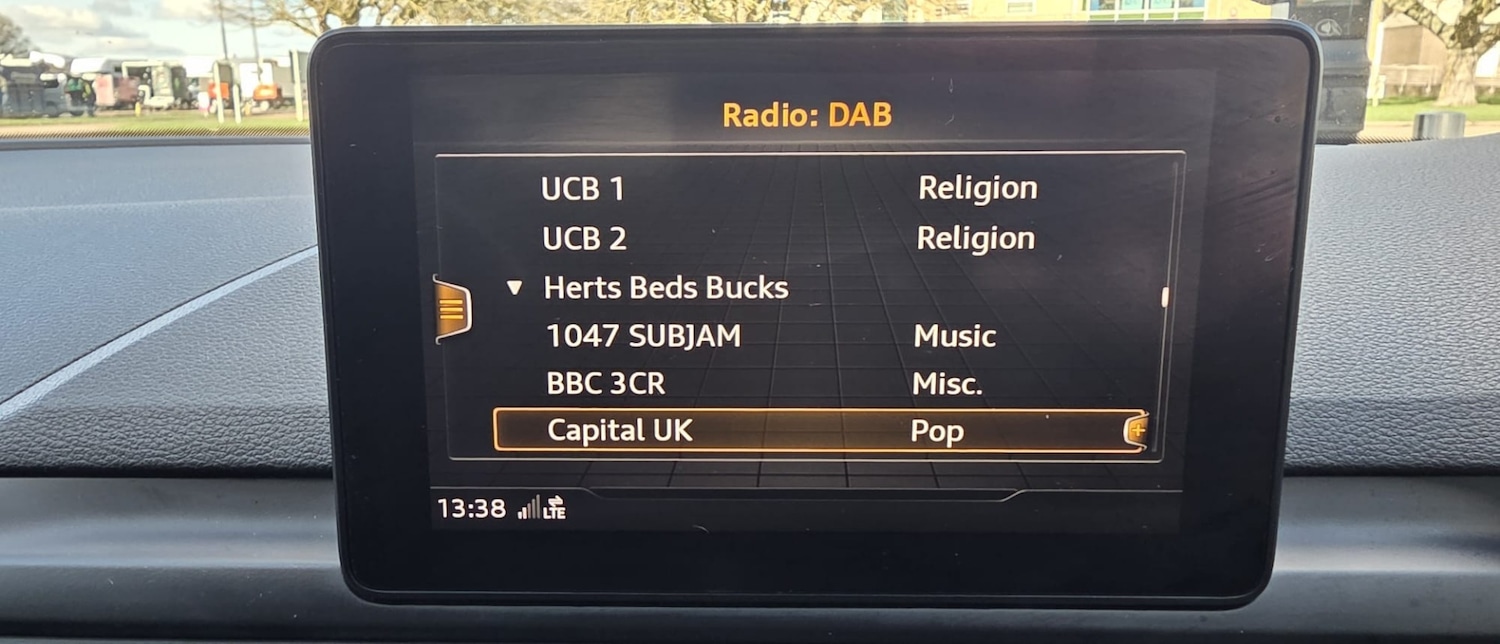 Radio: DAB
UCB 1 Religion
UCB 2 Religion
Herts Beds Bucks
1047 SUBJAM Music
BBC 3CR Misc.
Capital UK Pop
13:38 LTE